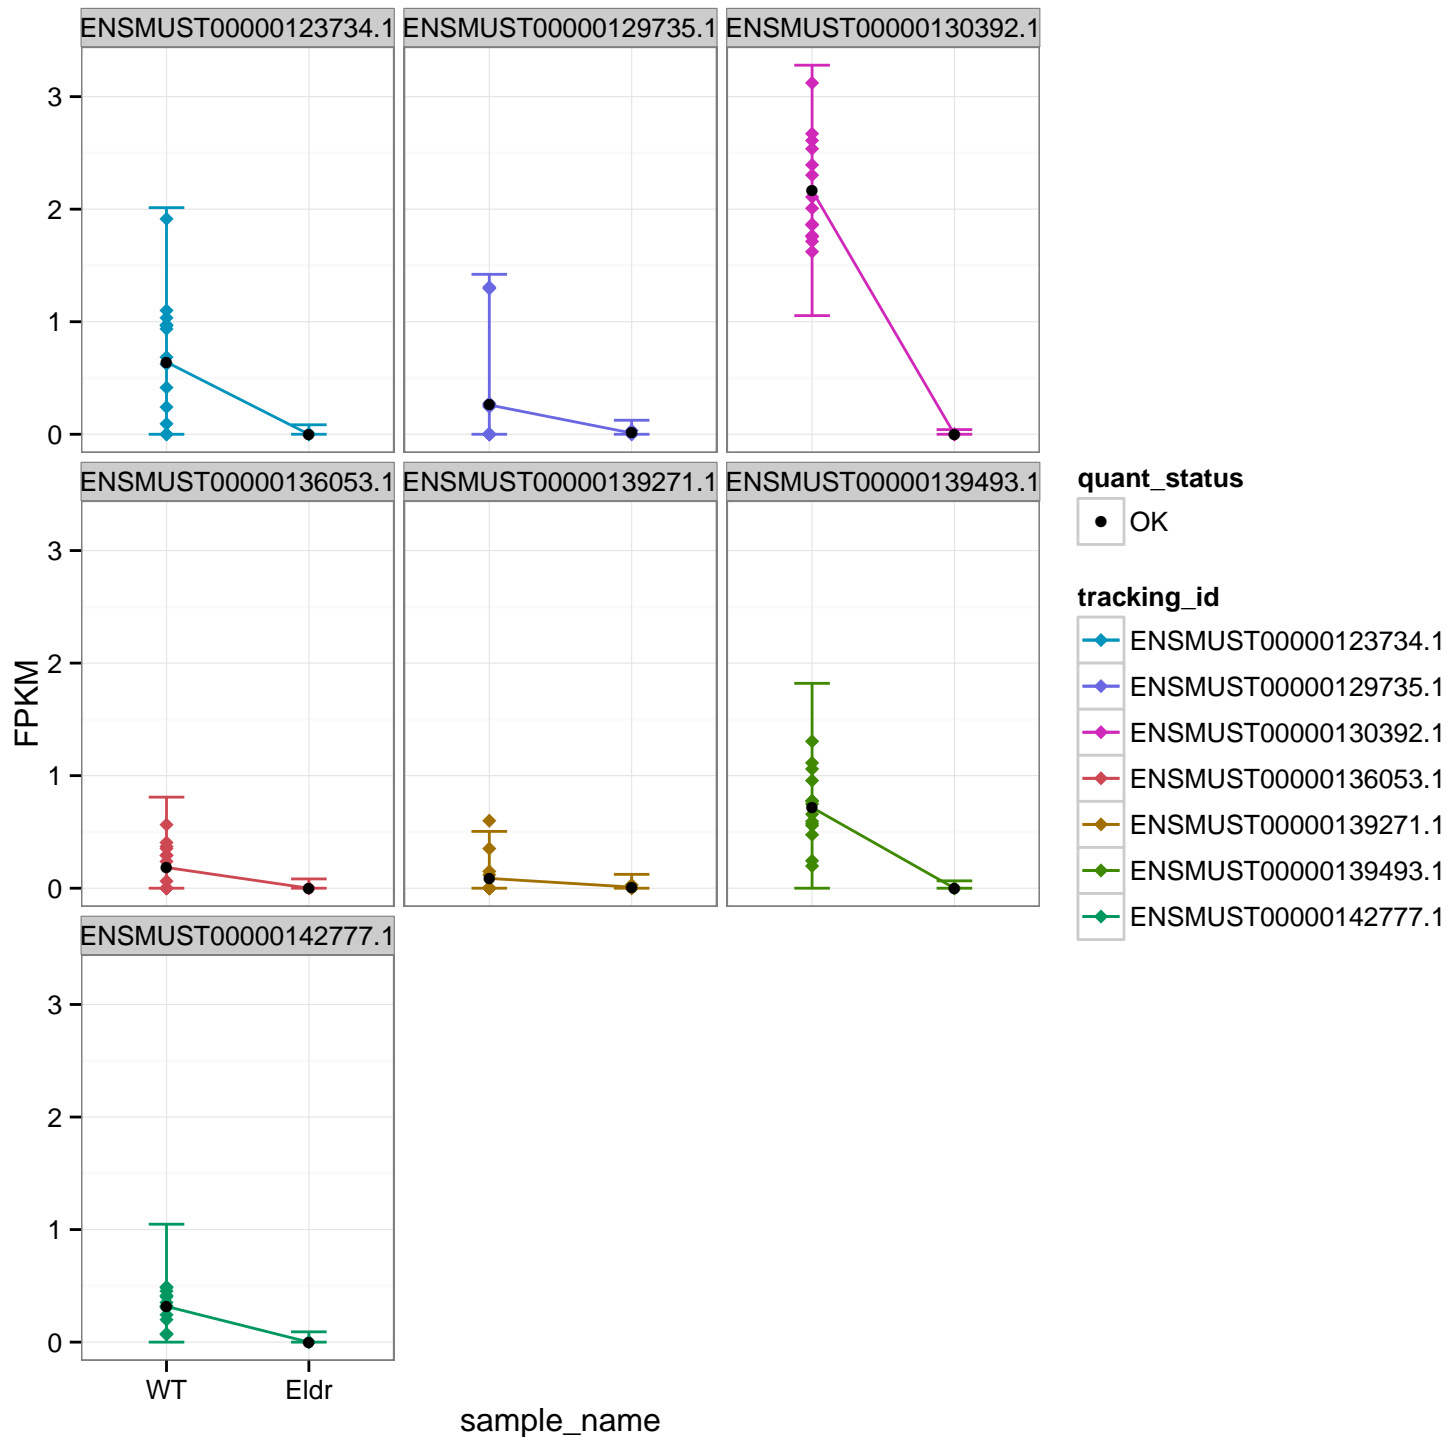 ENSMUST00000123734.1 ENSMUST00000129735.1 ENSMUST00000130392.1
3
2
1
0
ENSMUST00000136053.1 ENSMUST00000139271.1 ENSMUST00000139493.1
3
2
1
0
ENSMUST00000142777.1
3
2
1
0
FPKM
WT Eldr
sample_name
quant_status
OK
tracking_id
ENSMUST00000123734.1
ENSMUST00000129735.1
ENSMUST00000130392.1
ENSMUST00000136053.1
ENSMUST00000139271.1
ENSMUST00000139493.1
ENSMUST00000142777.1